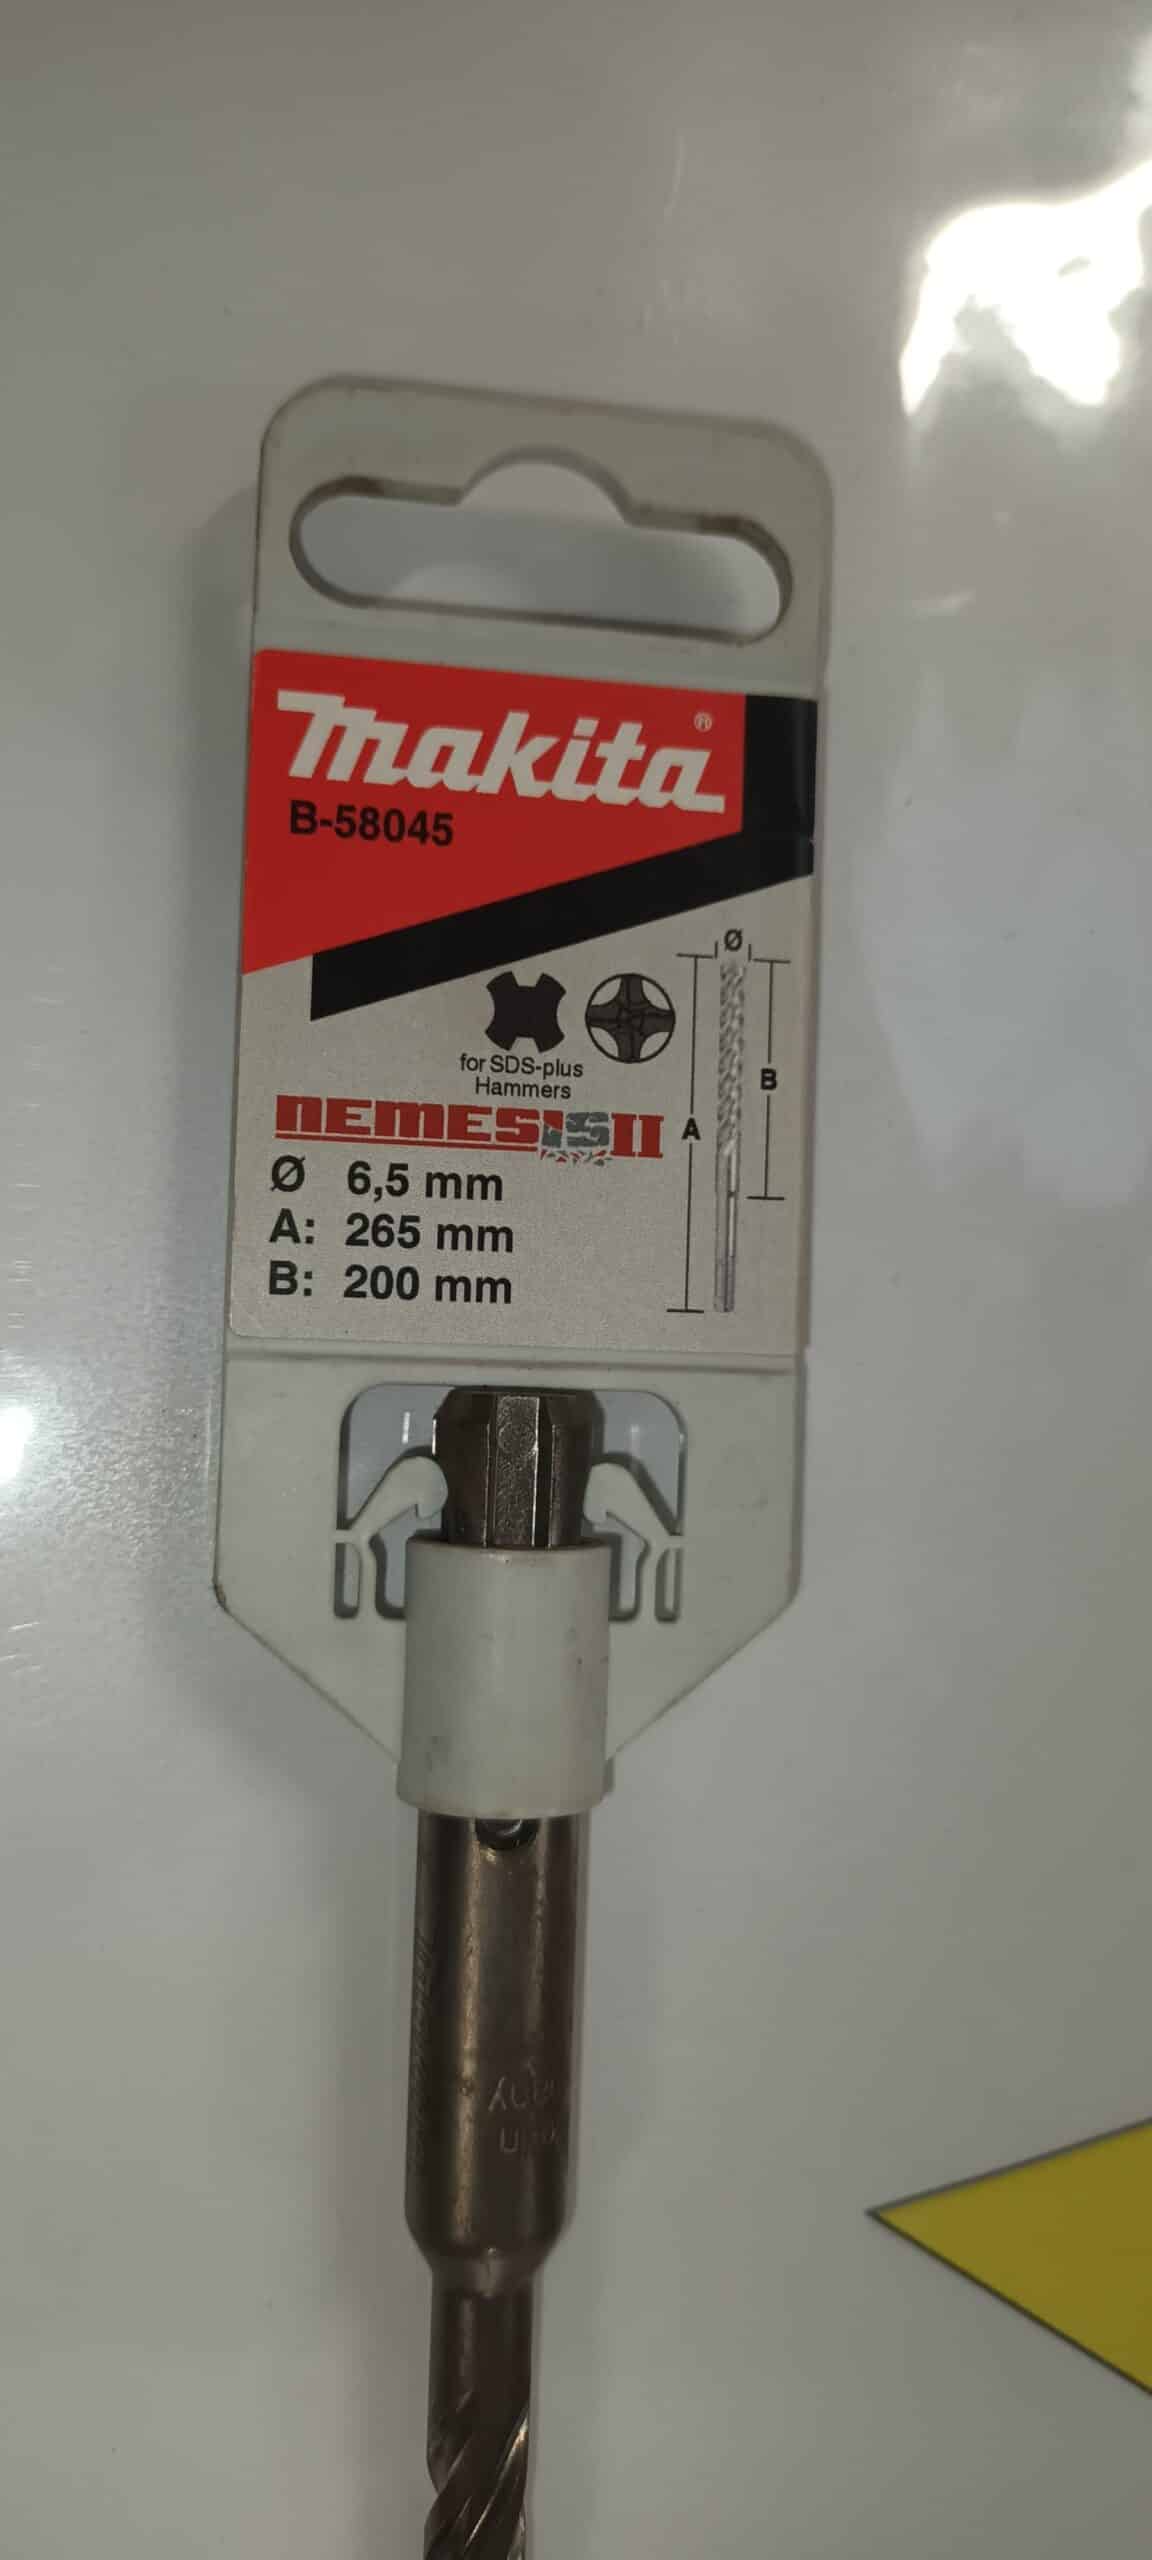 makita®
B-58045
Ø
for SDS-plus
Hammers
B
A
NEMESIS II
Ø 6,5 mm
A: 265 mm
B: 200 mm